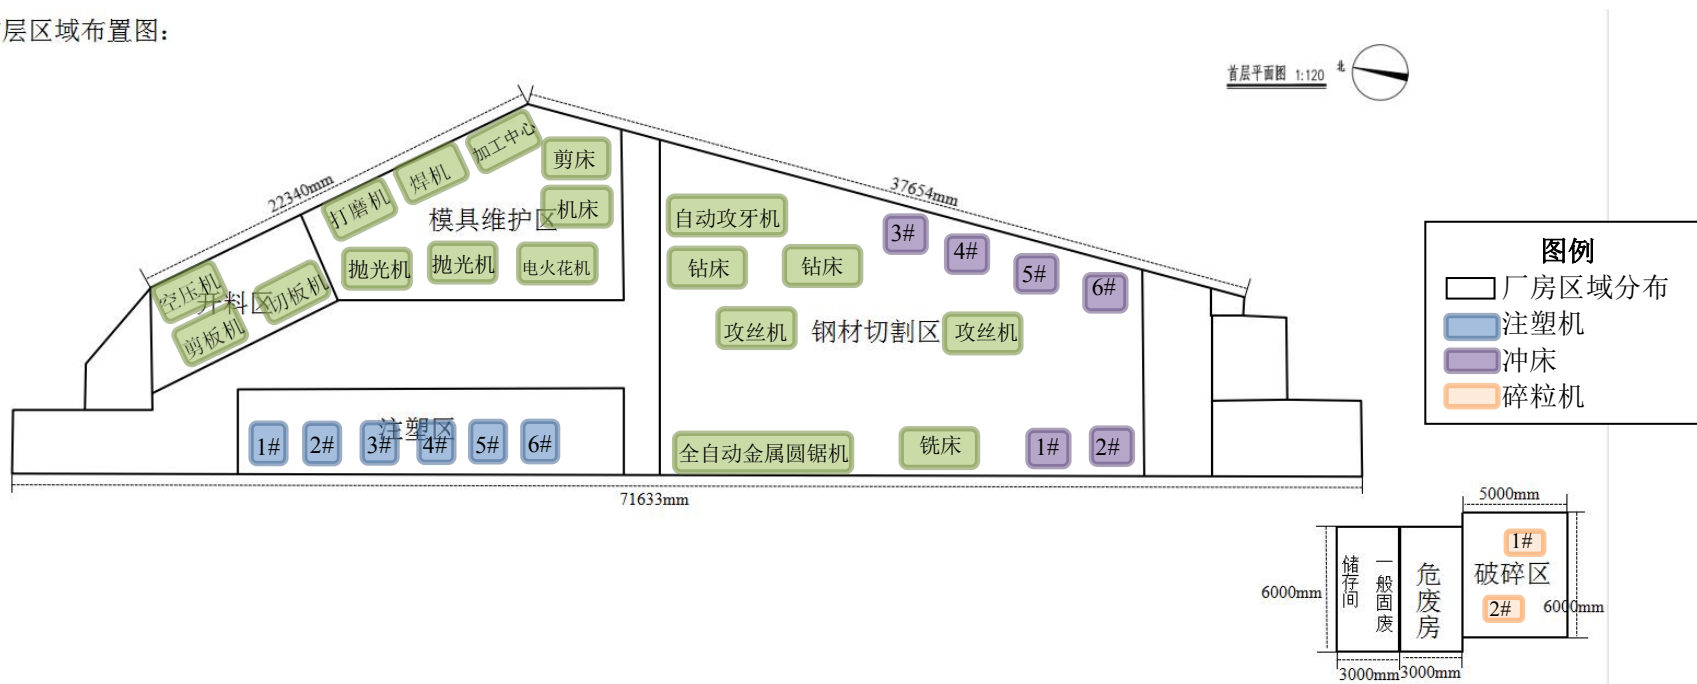 层区域布置图：
首层平面图 1:120
北
22340mm
37654mm
加工中心
剪床
焊机
打磨机
机床
模具维护区
抛光机
抛光机
电火花机
空压机
开料区
切板机
剪板机
自动攻牙机
钻床
钻床
3#
4#
5#
6#
攻丝机
钢材切割区
攻丝机
注塑区
1#
2#
3#
4#
5#
6#
全自动金属圆锯机
铣床
1#
2#
71633mm
图例
厂房区域分布
注塑机
冲床
碎粒机
5000mm
6000mm
一般固废
储存间
危废房
1#
破碎区
2#
6000mm
3000mm
3000mm